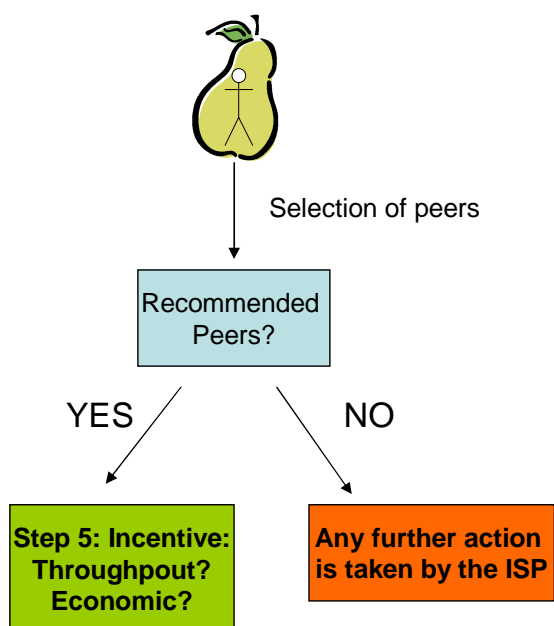 Selection of peers
Recommended
Peers?
YES
NO
Step 5: Incentive:
Throughpout?
Economic?
Any further action
is taken by the ISP